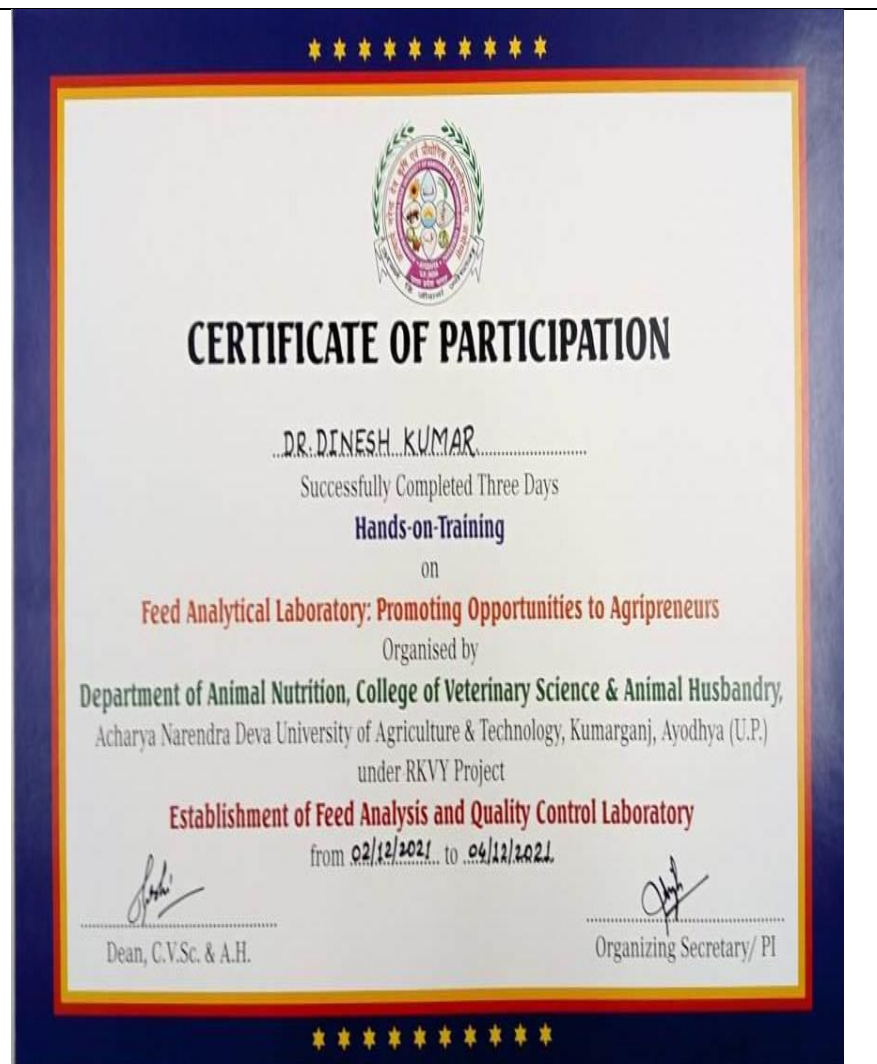 CERTIFICATE OF PARTICIPATION
DR. DINESH KUMAR
Successfully Completed Three Days
Hands-on-Training
on
Feed Analytical Laboratory: Promoting Opportunities to Agripreneurs
Organised by
Department of Animal Nutrition, College of Veterinary Science & Animal Husbandry,
Acharya Narendra Deva University of Agriculture & Technology, Kumarganj, Ayodhya (U.P.)
under RKVY Project
Establishment of Feed Analysis and Quality Control Laboratory
from 02/12/2021 to 04/12/2021
Dean, C.V.Sc. & A.H.
Organizing Secretary/ PI